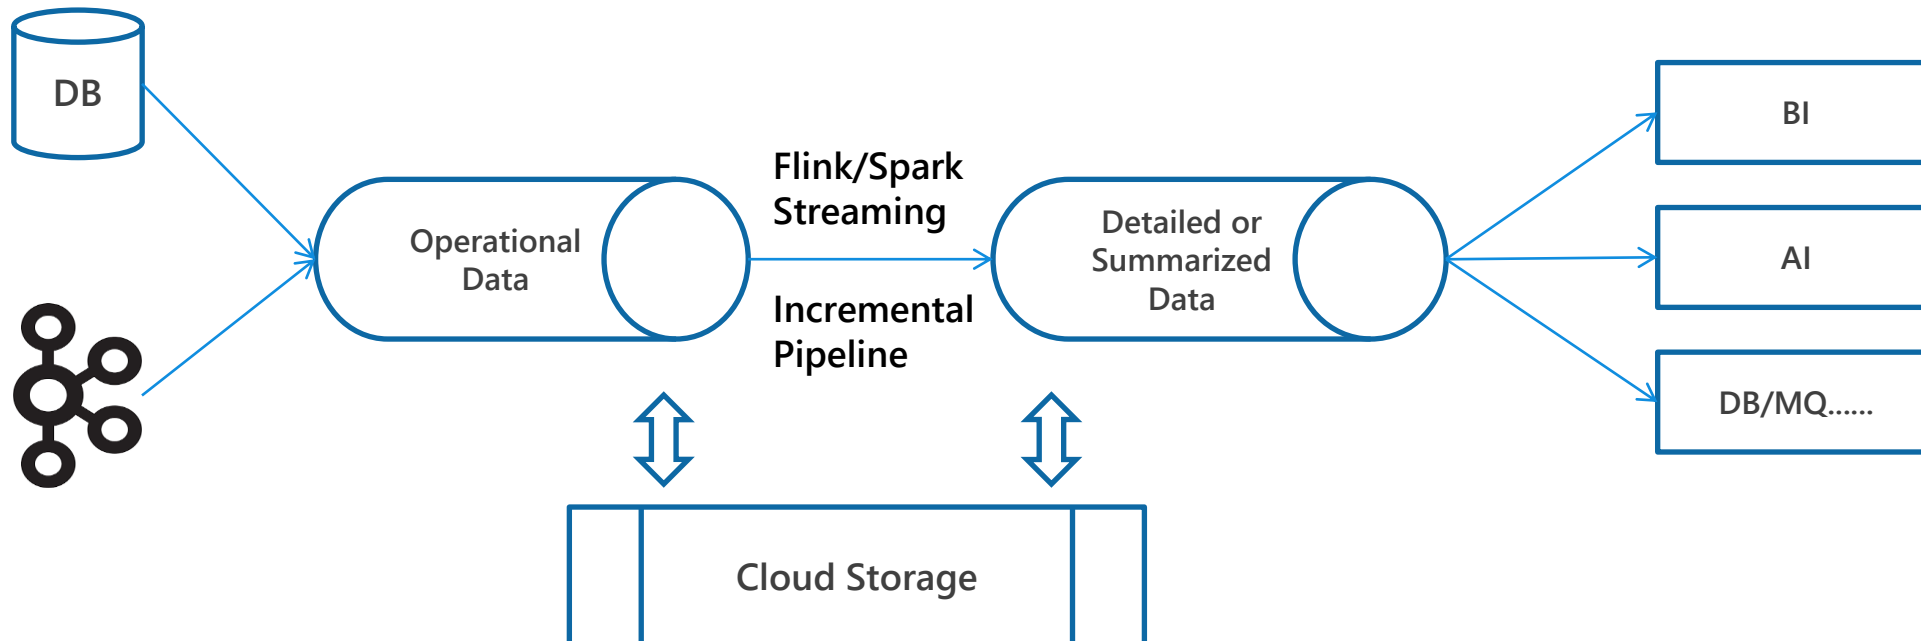 DB
Operational
Data
Flink/Spark
Streaming
Incremental
Pipeline
Detailed or
Summarized
Data
BI
AI
DB/MQ......
Cloud Storage